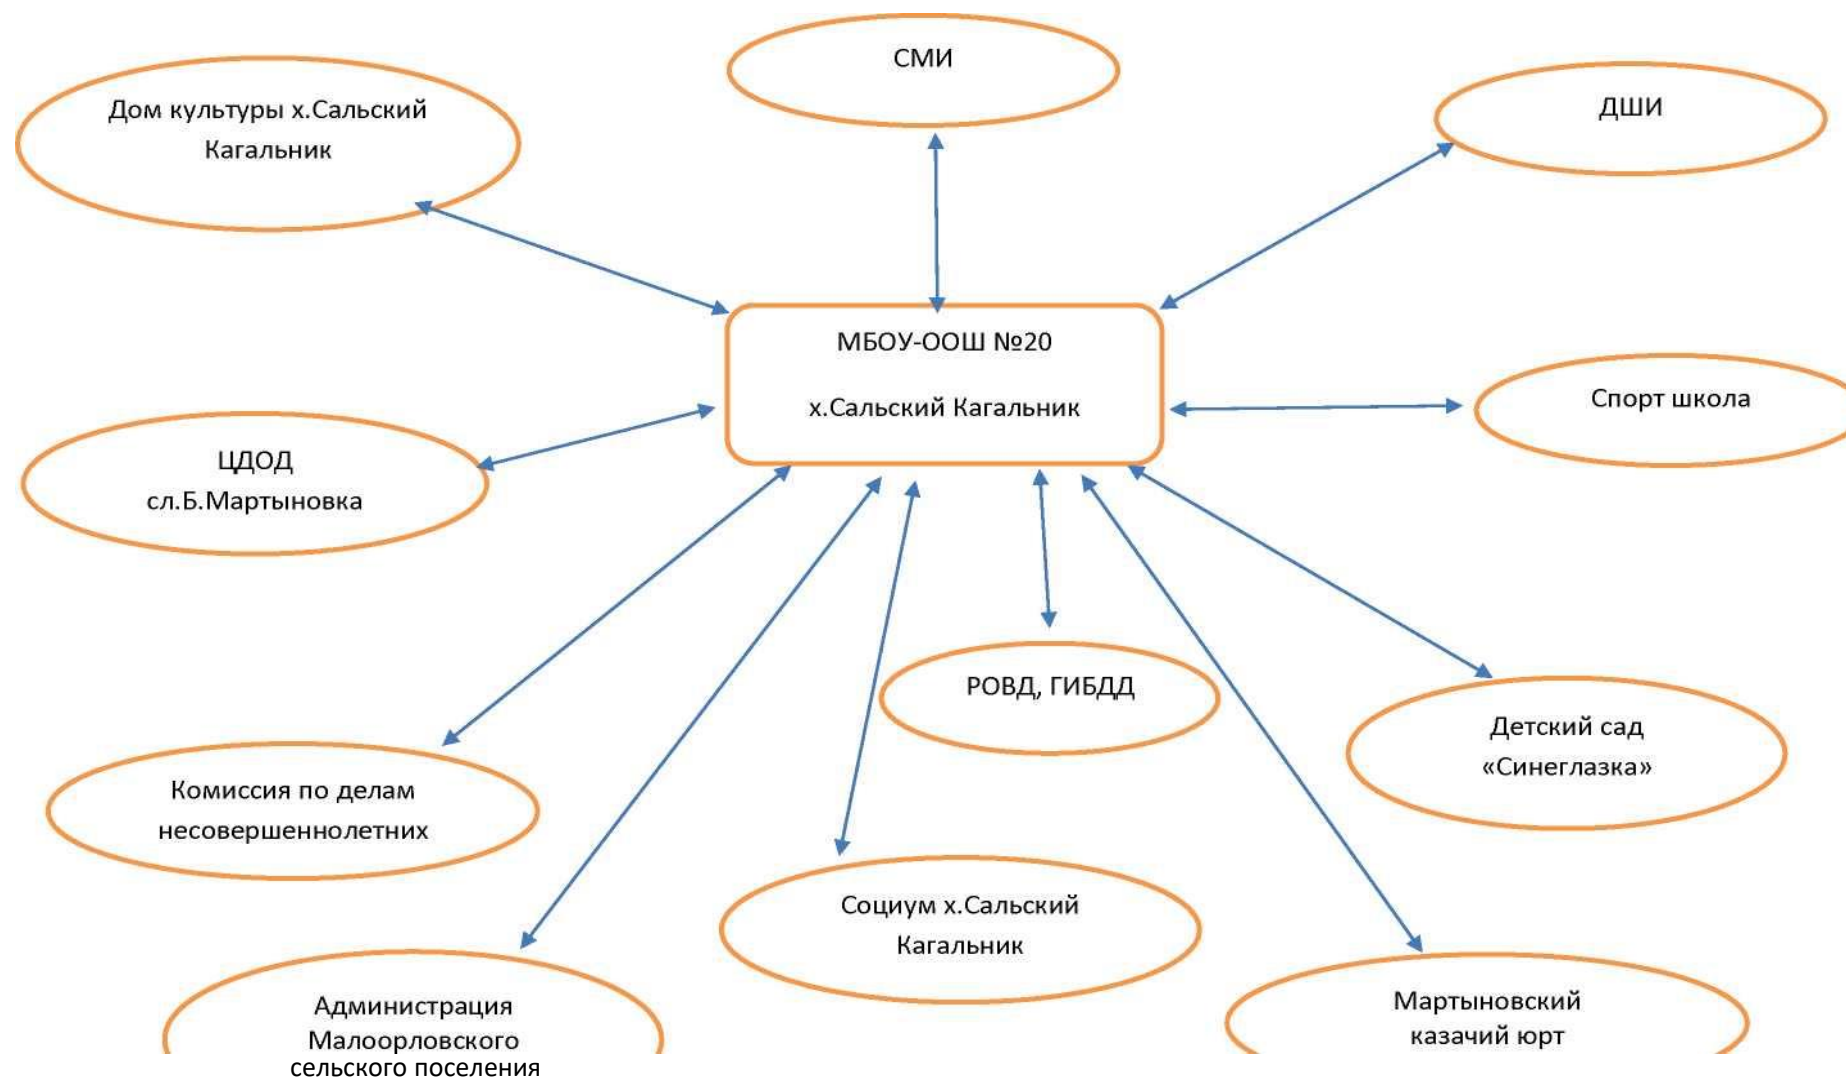 СМИ
Дом культуры х.Сальский
Кагальник
ДШИ
МБОУ-ООШ №20
х.Сальский Кагальник
Спорт школа
ЦДОД
сл.Б.Мартыновка
РОВД, ГИБДД
Детский сад
«Синеглазка»
Комиссия по делам
несовершеннолетних
Социум х.Сальский
Кагальник
Администрация
Малоорловского
сельского поселения
Мартыновский
казачий юрт